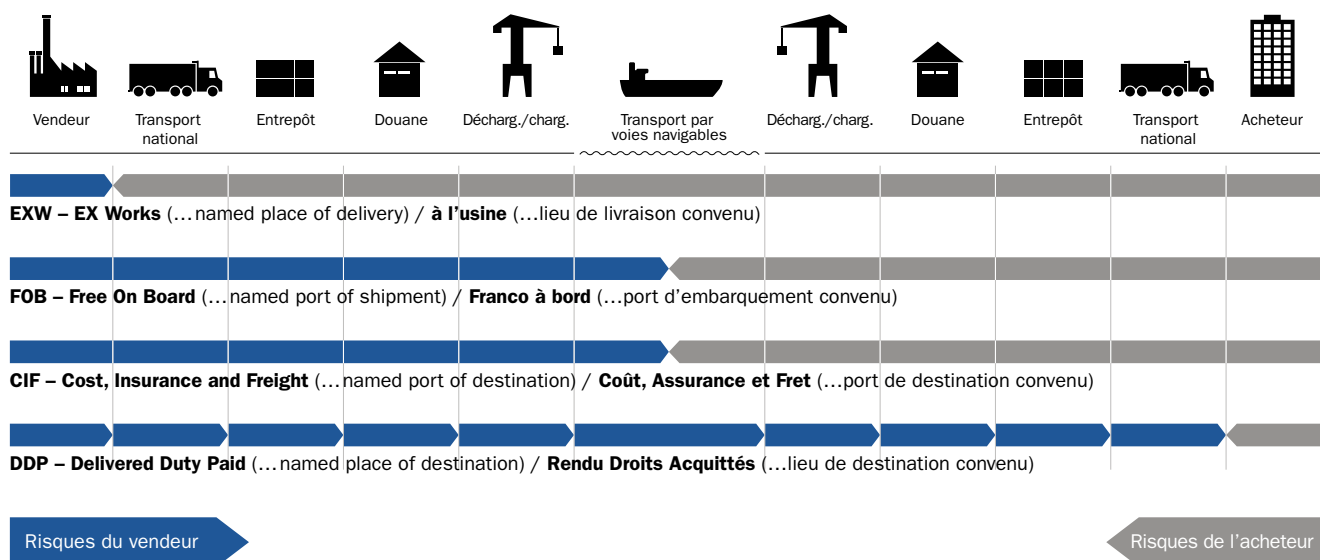 Vendeur
Transport
national
Entrepôt
Douane
Décharg./charg.
Transport par
voies navigables
Décharg./charg.
Douane
Entrepôt
Transport
national
Acheteur
EXW – EX Works (…named place of delivery) / à l’usine (…lieu de livraison convenu)
FOB – Free On Board (…named port of shipment) / Franco à bord (…port d’embarquement convenu)
CIF – Cost, Insurance and Freight (…named port of destination) / Coût, Assurance et Fret (…port de destination convenu)
DDP – Delivered Duty Paid (…named place of destination) / Rendu Droits Acquittés (…lieu de destination convenu)
Risques du vendeur
Risques de l’acheteur